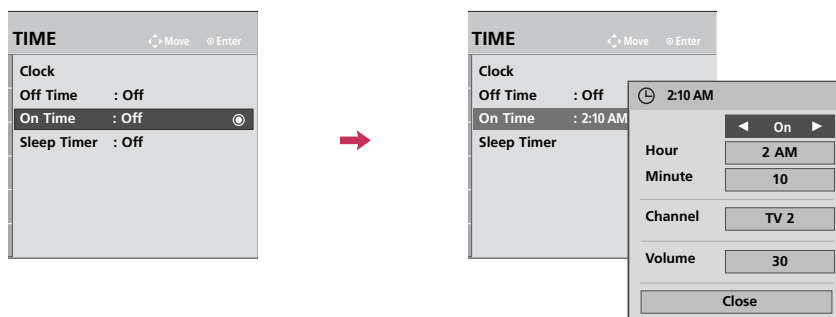 TIME Move Enter
Clock
Off Time : Off
On Time : Off
Sleep Timer : Off
TIME Move Enter
Clock
Off Time : Off
On Time : 2:10 AM
Sleep Timer
2:10 AM
On
Hour 2 AM
Minute 10
Channel TV 2
Volume 30
Close